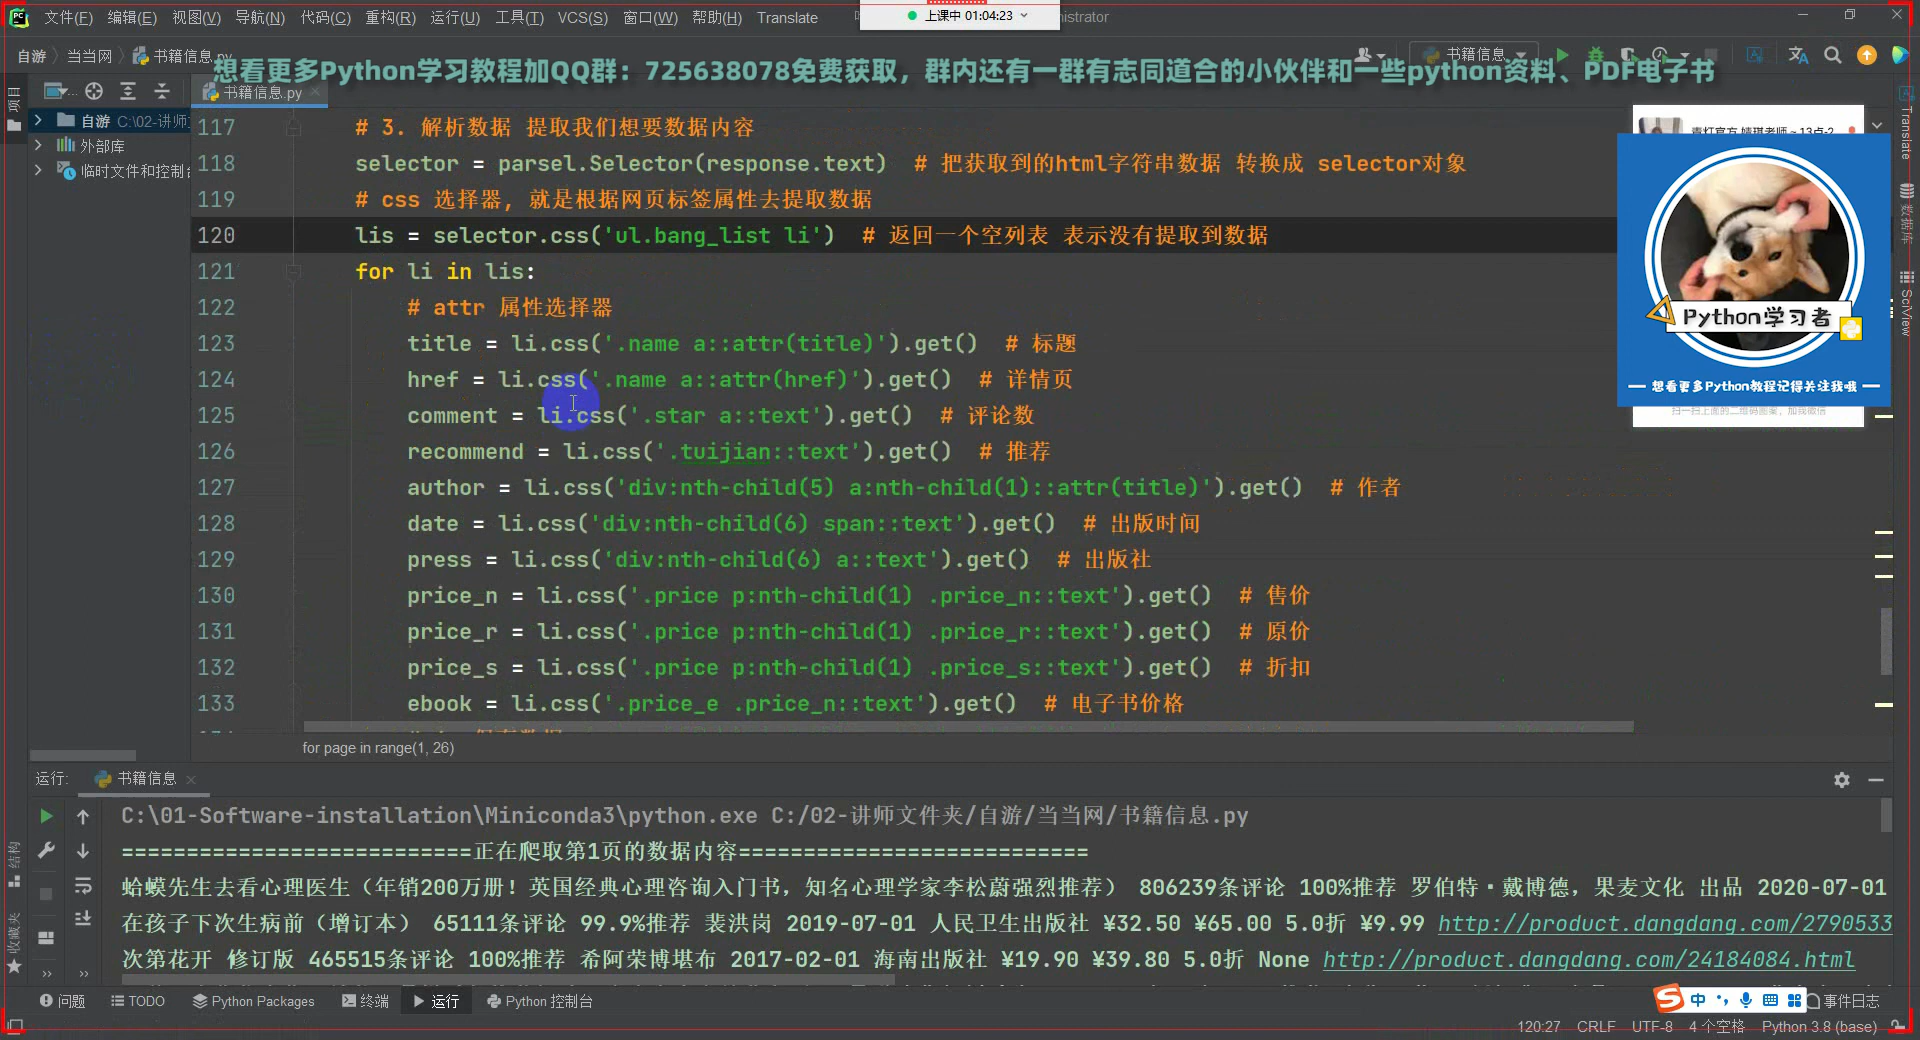 文件(F) 编辑(E) 视图(V) 导航(N) 代码(C) 重构(R) 运行(U) 工具(T) VCS(S) 窗口(W) 帮助(H) Translate
上课中 01:04:23
istrator
自游 当当网 书籍信息.py
书籍信息
想看更多Python学习教程加QQ群：725638078免费获取，群内还有一群有志同道合的小伙伴和一些python资料、PDF电子书
书籍信息.py
项目
自游 C:\02-讲师
外部库
临时文件和控制台
117 # 3. 解析数据 提取我们想要数据内容
118 selector = parsel.Selector(response.text) # 把获取到的html字符串数据 转换成 selector对象
119 # css 选择器, 就是根据网页标签属性去提取数据
120 lis = selector.css('ul.bang_list li') # 返回一个空列表 表示没有提取到数据
121 for li in lis:
122 # attr 属性选择器
123 title = li.css('.name a::attr(title)').get() # 标题
124 href = li.css('.name a::attr(href)').get() # 详情页
125 comment = li.css('.star a::text').get() # 评论数
126 recommend = li.css('.tuijian::text').get() # 推荐
127 author = li.css('div:nth-child(5) a:nth-child(1)::attr(title)').get() # 作者
128 date = li.css('div:nth-child(6) span::text').get() # 出版时间
129 press = li.css('div:nth-child(6) a::text').get() # 出版社
130 price_n = li.css('.price p:nth-child(1) .price_n::text').get() # 售价
131 price_r = li.css('.price p:nth-child(1) .price_r::text').get() # 原价
132 price_s = li.css('.price p:nth-child(1) .price_s::text').get() # 折扣
133 ebook = li.css('.price_e .price_n::text').get() # 电子书价格
for page in range(1, 26)
Python学习者
想看更多Python教程记得关注我哦
扫一扫上面的二维码图案，加我微信
Translate
数据库
SciView
运行: 书籍信息
C:\01-Software-installation\Miniconda3\python.exe C:/02-讲师文件夹/自游/当当网/书籍信息.py
===========================正在爬取第1页的数据内容===========================
蛤蟆先生去看心理医生（年销200万册！英国经典心理咨询入门书，知名心理学家李松蔚强烈推荐） 806239条评论 100%推荐 罗伯特·戴博德，果麦文化 出品 2020-07-01
在孩子下次生病前（增订本） 65111条评论 99.9%推荐 裴洪岗 2019-07-01 人民卫生出版社 ¥32.50 ¥65.00 5.0折 ¥9.99 http://product.dangdang.com/2790533
次第花开 修订版 465515条评论 100%推荐 希阿荣博堪布 2017-02-01 海南出版社 ¥19.90 ¥39.80 5.0折 None http://product.dangdang.com/24184084.html
结构
收藏夹
问题 TODO Python Packages 终端 运行 Python 控制台
中
事件日志
120:27 CRLF UTF-8 4 个空格 Python 3.8 (base)